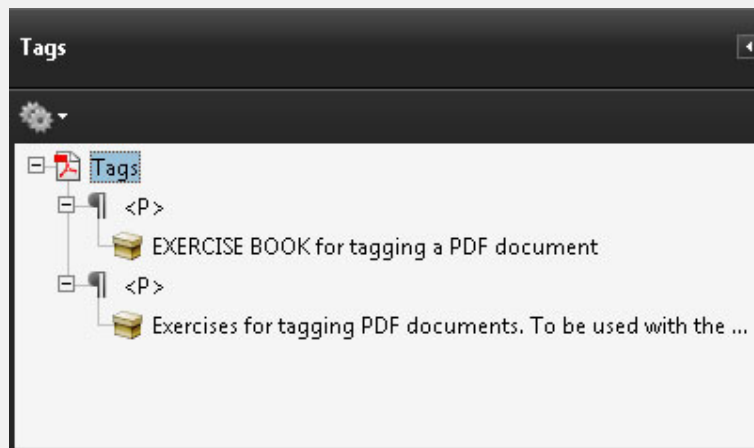 Tags
Tags
<P>
EXERCISE BOOK for tagging a PDF document
<P>
Exercises for tagging PDF documents. To be used with the ...